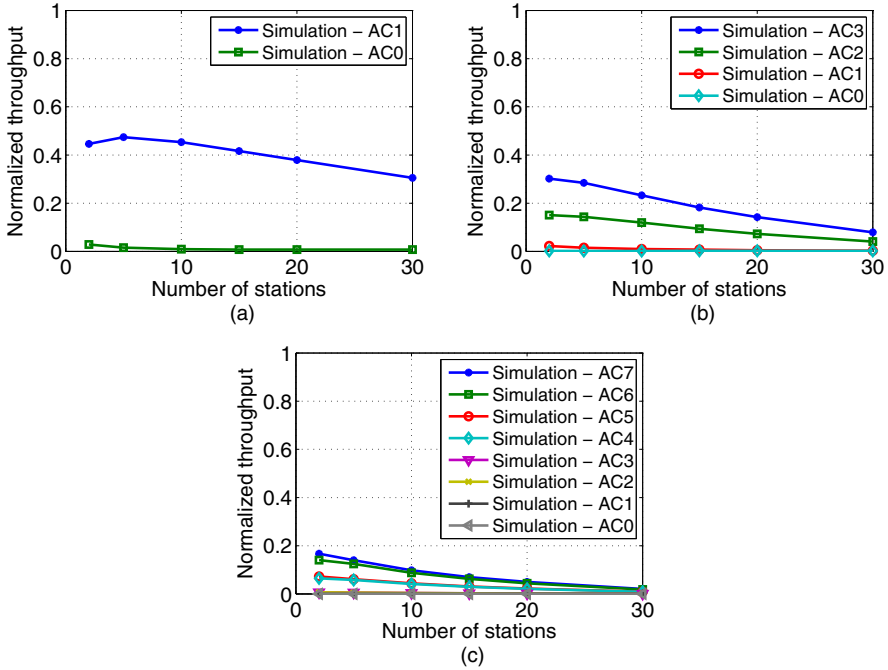 1
0.8
0.6
0.4
0.2
0
0 10 20 30
Normalized throughput
Number of stations
Simulation − AC1
Simulation − AC0
(a)
1
0.8
0.6
0.4
0.2
0
0 10 20 30
Normalized throughput
Number of stations
Simulation − AC3
Simulation − AC2
Simulation − AC1
Simulation − AC0
(b)
1
0.8
0.6
0.4
0.2
0
0 10 20 30
Normalized throughput
Number of stations
Simulation − AC7
Simulation − AC6
Simulation − AC5
Simulation − AC4
Simulation − AC3
Simulation − AC2
Simulation − AC1
Simulation − AC0
(c)